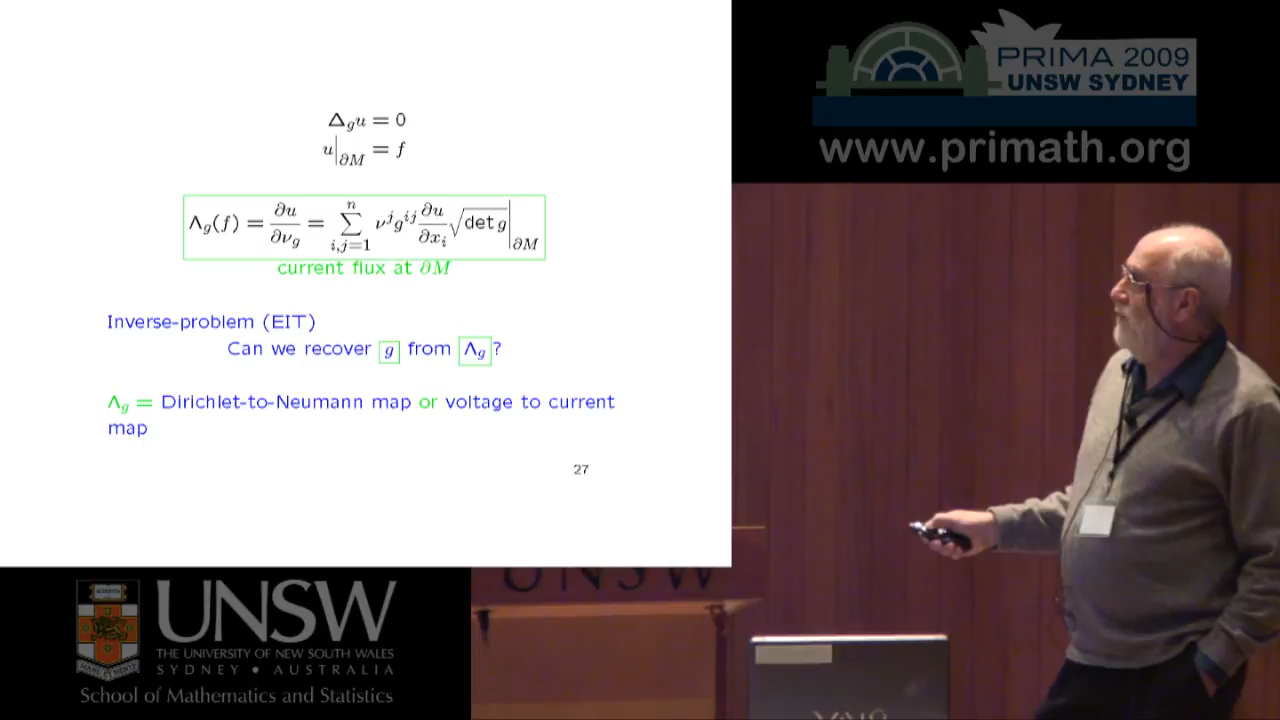 Δ_g u = 0
u|_∂M = f
Λ_g(f) = ∂u/∂ν_g = ∑_{i,j=1}^{n} ν^j g^{ij} ∂u/∂x_i √det g |_∂M
current flux at ∂M
Inverse-problem (EIT)
Can we recover g from Λ_g ?
Λ_g = Dirichlet-to-Neumann map or voltage to current
map
27
PRIMA 2009
UNSW SYDNEY
www.primath.org
UNSW
UNSW
THE UNIVERSITY OF NEW SOUTH WALES
SYDNEY • AUSTRALIA
School of Mathematics and Statistics